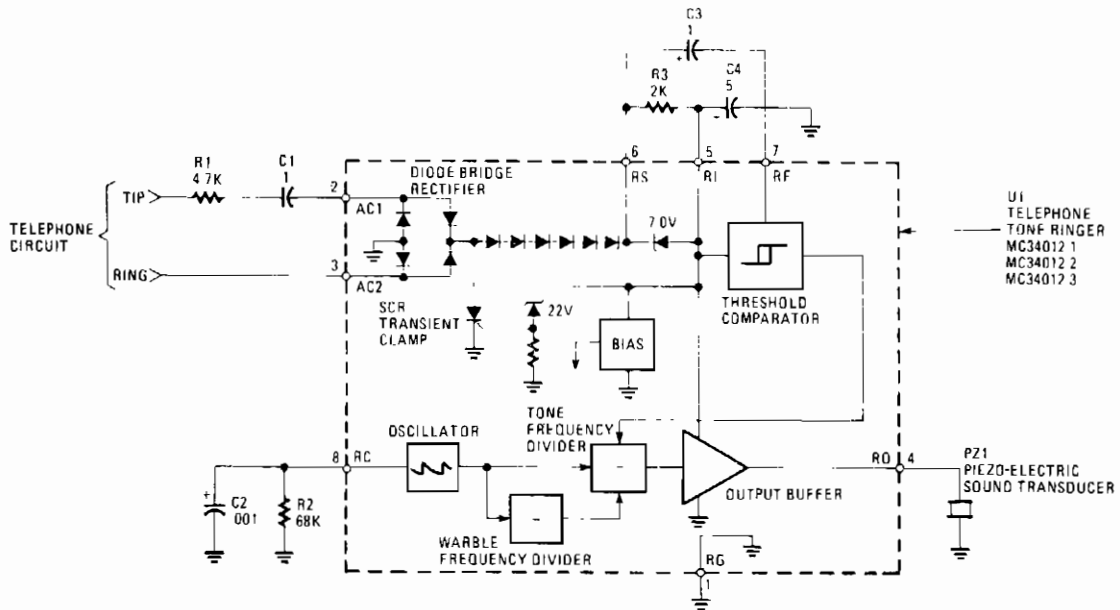 C3
1
+
R3
2K
C4
5
-
6
5
7
RS
RI
RF
R1
4.7K
C1
1
2
DIODE BRIDGE
RECTIFIER
TIP
AC1
7.0V
TELEPHONE
CIRCUIT
U1
TELEPHONE
TONE RINGER
MC34012 1
MC34012 2
MC34012 3
RING
3
AC2
SCR
TRANSIENT
CLAMP
22V
THRESHOLD
COMPARATOR
BIAS
TONE
FREQUENCY
DIVIDER
OSCILLATOR
8
RC
RO
4
PZ1
PIEZO-ELECTRIC
SOUND TRANSDUCER
+
C2
001
R2
68K
OUTPUT BUFFER
WARBLE
FREQUENCY DIVIDER
RG
1